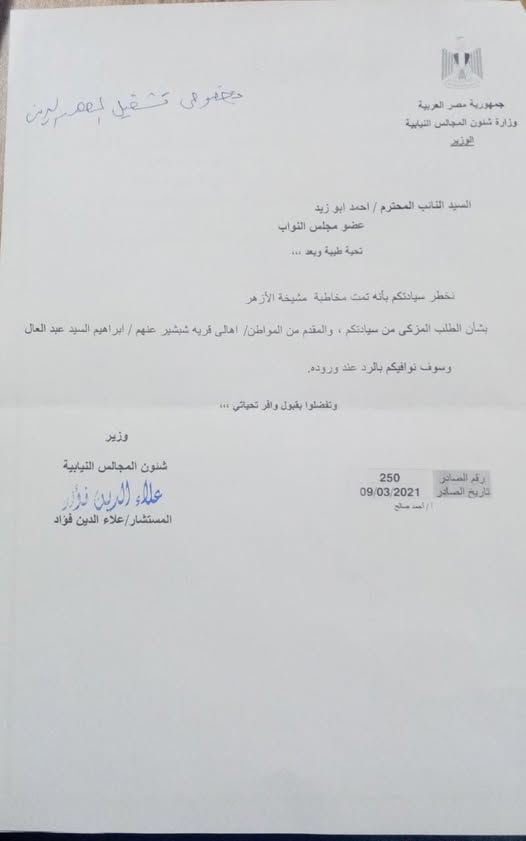 جمهورية مصر العربية
وزارة شئون المجالس النيابية
الوزير
بخصوص تشغيل المعهد الدينى
السيد النائب المحترم / احمد ابو زيد
عضو مجلس النواب
تحية طيبة وبعد ،،،
نخطر سيادتكم بأنه تمت مخاطبة مشيخة الأزهر
بشأن الطلب المزكى من سيادتكم ، والمقدم من المواطن/ اهالى قريه شبشير عنهم / ابراهيم السيد عبد العال
وسوف نوافيكم بالرد عند وروده.
وتفضلوا بقبول وافر تحياتي ،،،
وزير
شئون المجالس النيابية
علاء الدين فؤاد
المستشار/علاء الدين فؤاد
رقم الصادر 250
تاريخ الصادر 09/03/2021
أ / احمد صالح